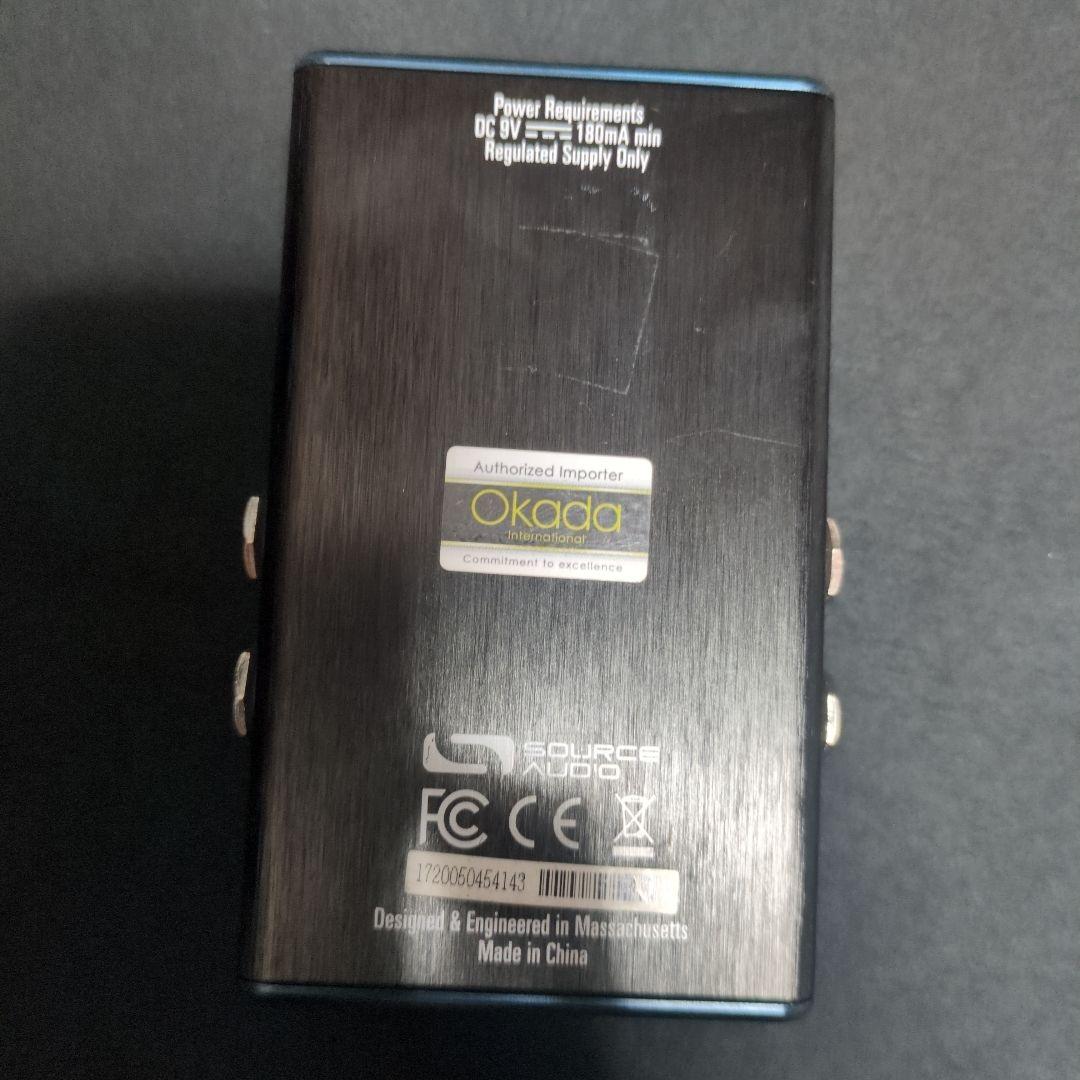 Power Requirements
DC 9V 180mA min
Regulated Supply Only
Authorized Importer
Okada
International
Commitment to excellence
SOURCE
AUDIO
FC CE
1720050454143
Designed & Engineered in Massachusetts
Made in China